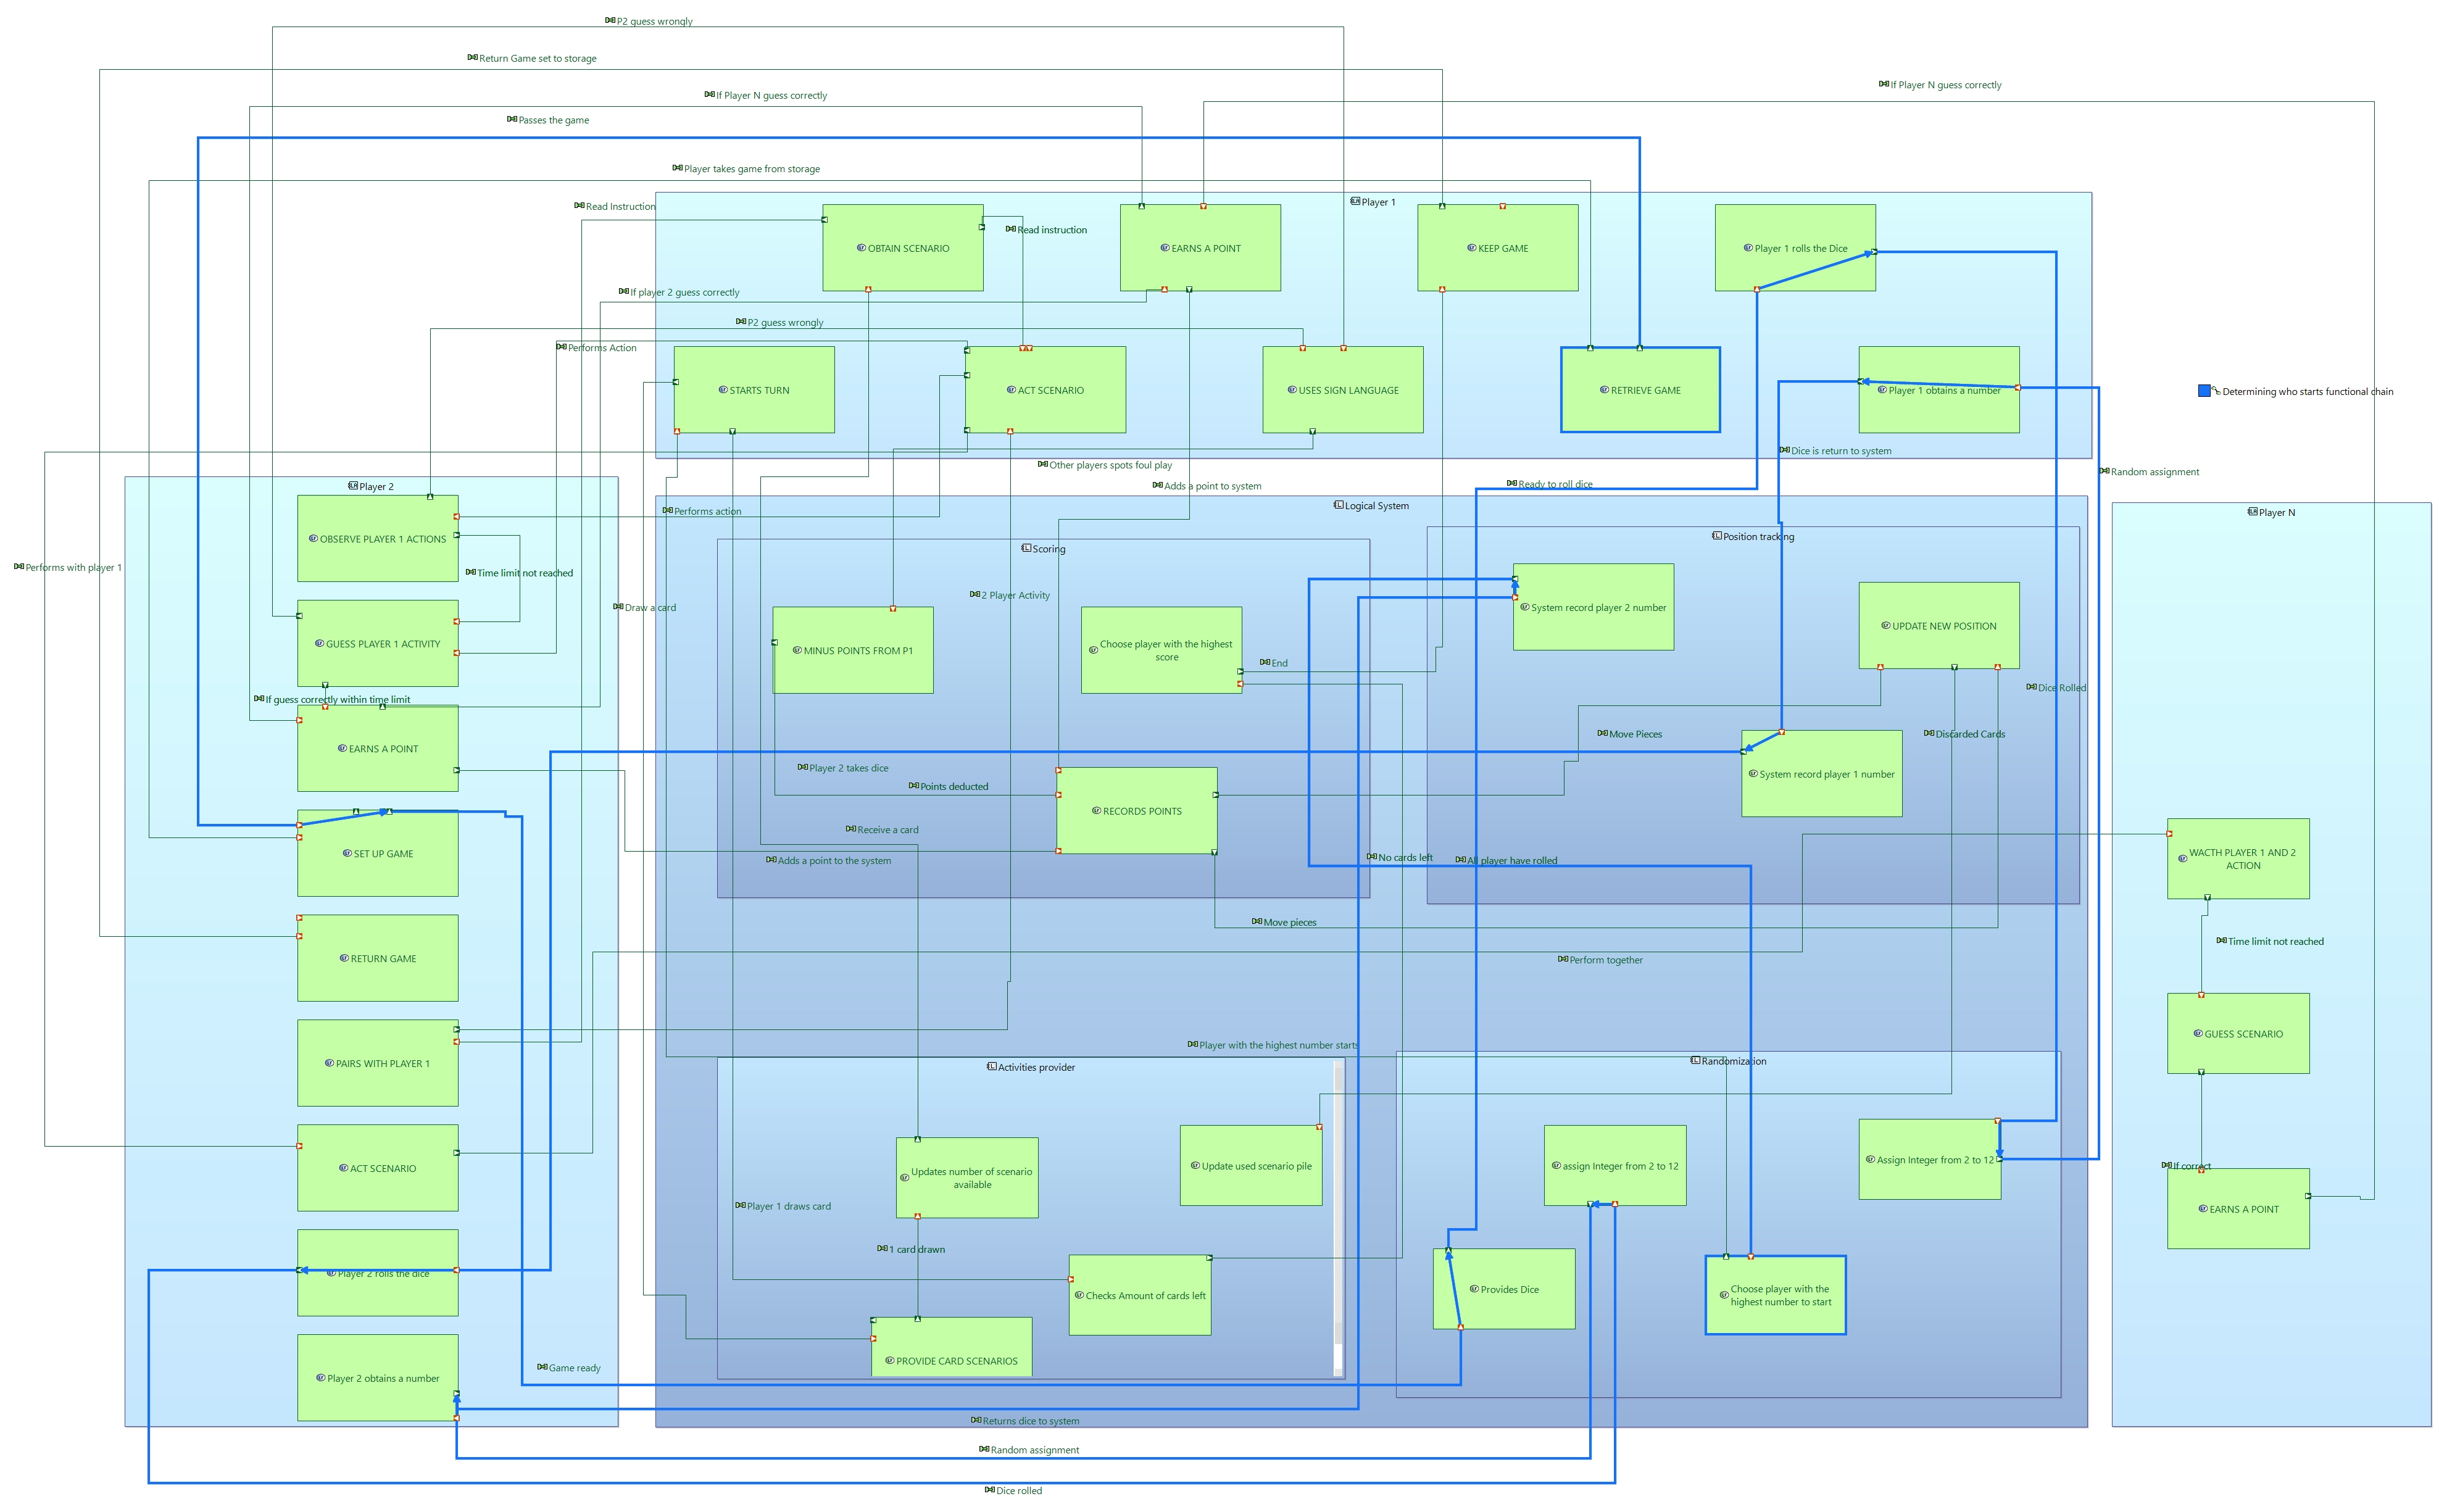 P2 guess wrongly
Return Game set to storage
If Player N guess correctly
If Player N guess correctly
Passes the game
Player takes game from storage
Player 1
Read Instruction
Read instruction
OBTAIN SCENARIO
EARNS A POINT
KEEP GAME
Player 1 rolls the Dice
If player 2 guess correctly
P2 guess wrongly
Performs Action
STARTS TURN
ACT SCENARIO
USES SIGN LANGUAGE
RETRIEVE GAME
Player 1 obtains a number
Determining who starts functional chain
Dice is return to system
Other players spots foul play
Random assignment
Adds a point to system
Ready to roll dice
Player 2
Logical System
Performs action
Player N
OBSERVE PLAYER 1 ACTIONS
Scoring
Position tracking
Performs with player 1
Time limit not reached
2 Player Activity
Draw a card
System record player 2 number
UPDATE NEW POSITION
GUESS PLAYER 1 ACTIVITY
MINUS POINTS FROM P1
Choose player with the highest
score
End
Dice Rolled
If guess correctly within time limit
Move Pieces
Discarded Cards
EARNS A POINT
Player 2 takes dice
Points deducted
System record player 1 number
RECORDS POINTS
Receive a card
SET UP GAME
Adds a point to the system
No cards left
All player have rolled
WACTH PLAYER 1 AND 2
ACTION
Move pieces
Time limit not reached
RETURN GAME
Perform together
GUESS SCENARIO
Player with the highest number starts
PAIRS WITH PLAYER 1
Activities provider
Randomization
ACT SCENARIO
Updates number of scenario
available
Update used scenario pile
assign Integer from 2 to 12
Assign Integer from 2 to 12
If correct
Player 1 draws card
EARNS A POINT
1 card drawn
Player 2 rolls the dice
Checks Amount of cards left
Provides Dice
Choose player with the
highest number to start
PROVIDE CARD SCENARIOS
Game ready
Player 2 obtains a number
Returns dice to system
Random assignment
Dice rolled